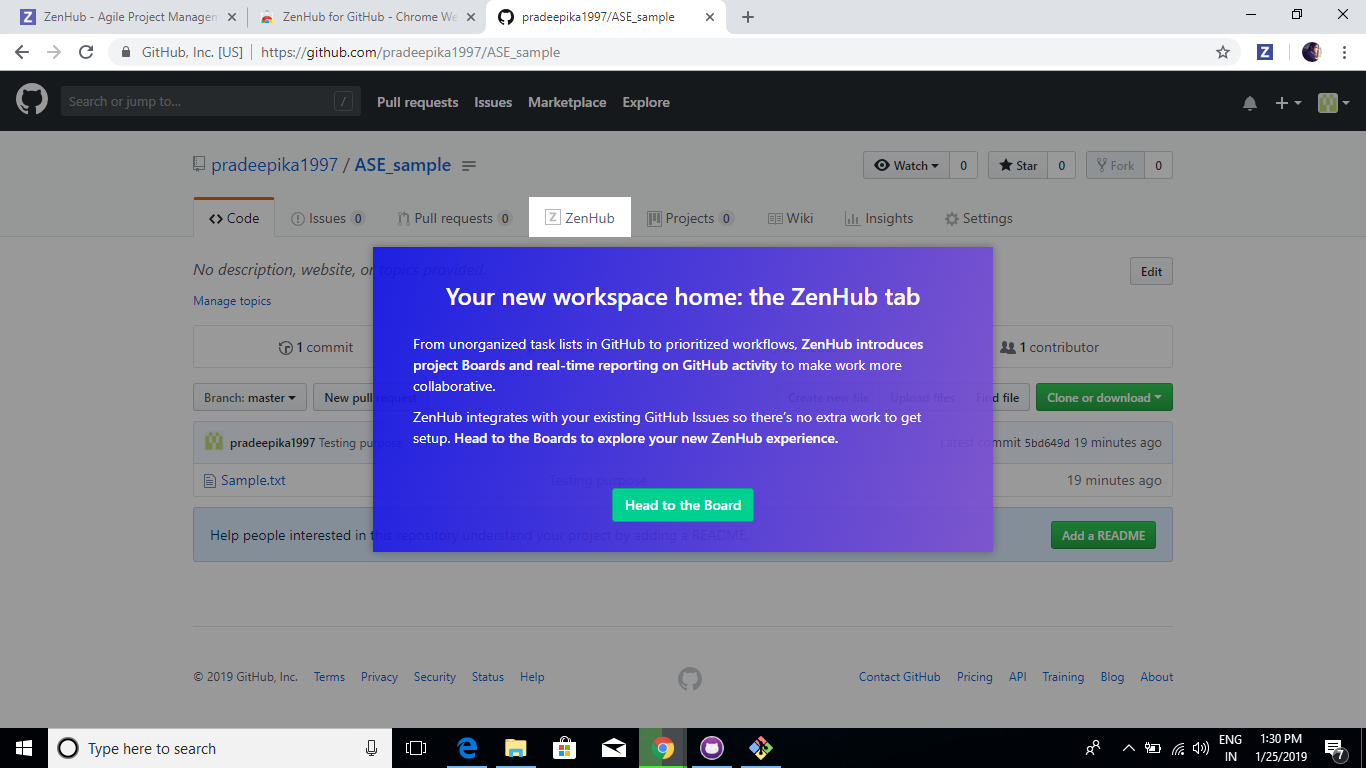 ZenHub - Agile Project Managem
ZenHub for GitHub - Chrome We
pradeepika1997/ASE_sample
GitHub, Inc. [US]
https://github.com/pradeepika1997/ASE_sample
Z
Search or jump to...
/
Pull requests
Issues
Marketplace
Explore
pradeepika1997 / ASE_sample
Watch
0
Star
0
Fork
0
Code
Issues 0
Pull requests 0
Z ZenHub
Projects 0
Wiki
Insights
Settings
No description, website, or topics provided.
Edit
Manage topics
Your new workspace home: the ZenHub tab
From unorganized task lists in GitHub to prioritized workflows, ZenHub introduces
project Boards and real-time reporting on GitHub activity to make work more
collaborative.
ZenHub integrates with your existing GitHub Issues so there's no extra work to get
setup. Head to the Boards to explore your new ZenHub experience.
Head to the Board
1 commit
1 contributor
Branch: master
New pull request
Create new file
Upload files
Find file
Clone or download
pradeepika1997 Testing purpose
Latest commit 5bd649d 19 minutes ago
Sample.txt
Testing purpose
19 minutes ago
Help people interested in this repository understand your project by adding a README.
Add a README
© 2019 GitHub, Inc.
Terms
Privacy
Security
Status
Help
Contact GitHub
Pricing
API
Training
Blog
About
Type here to search
ENG
IN
1:30 PM
1/25/2019
7